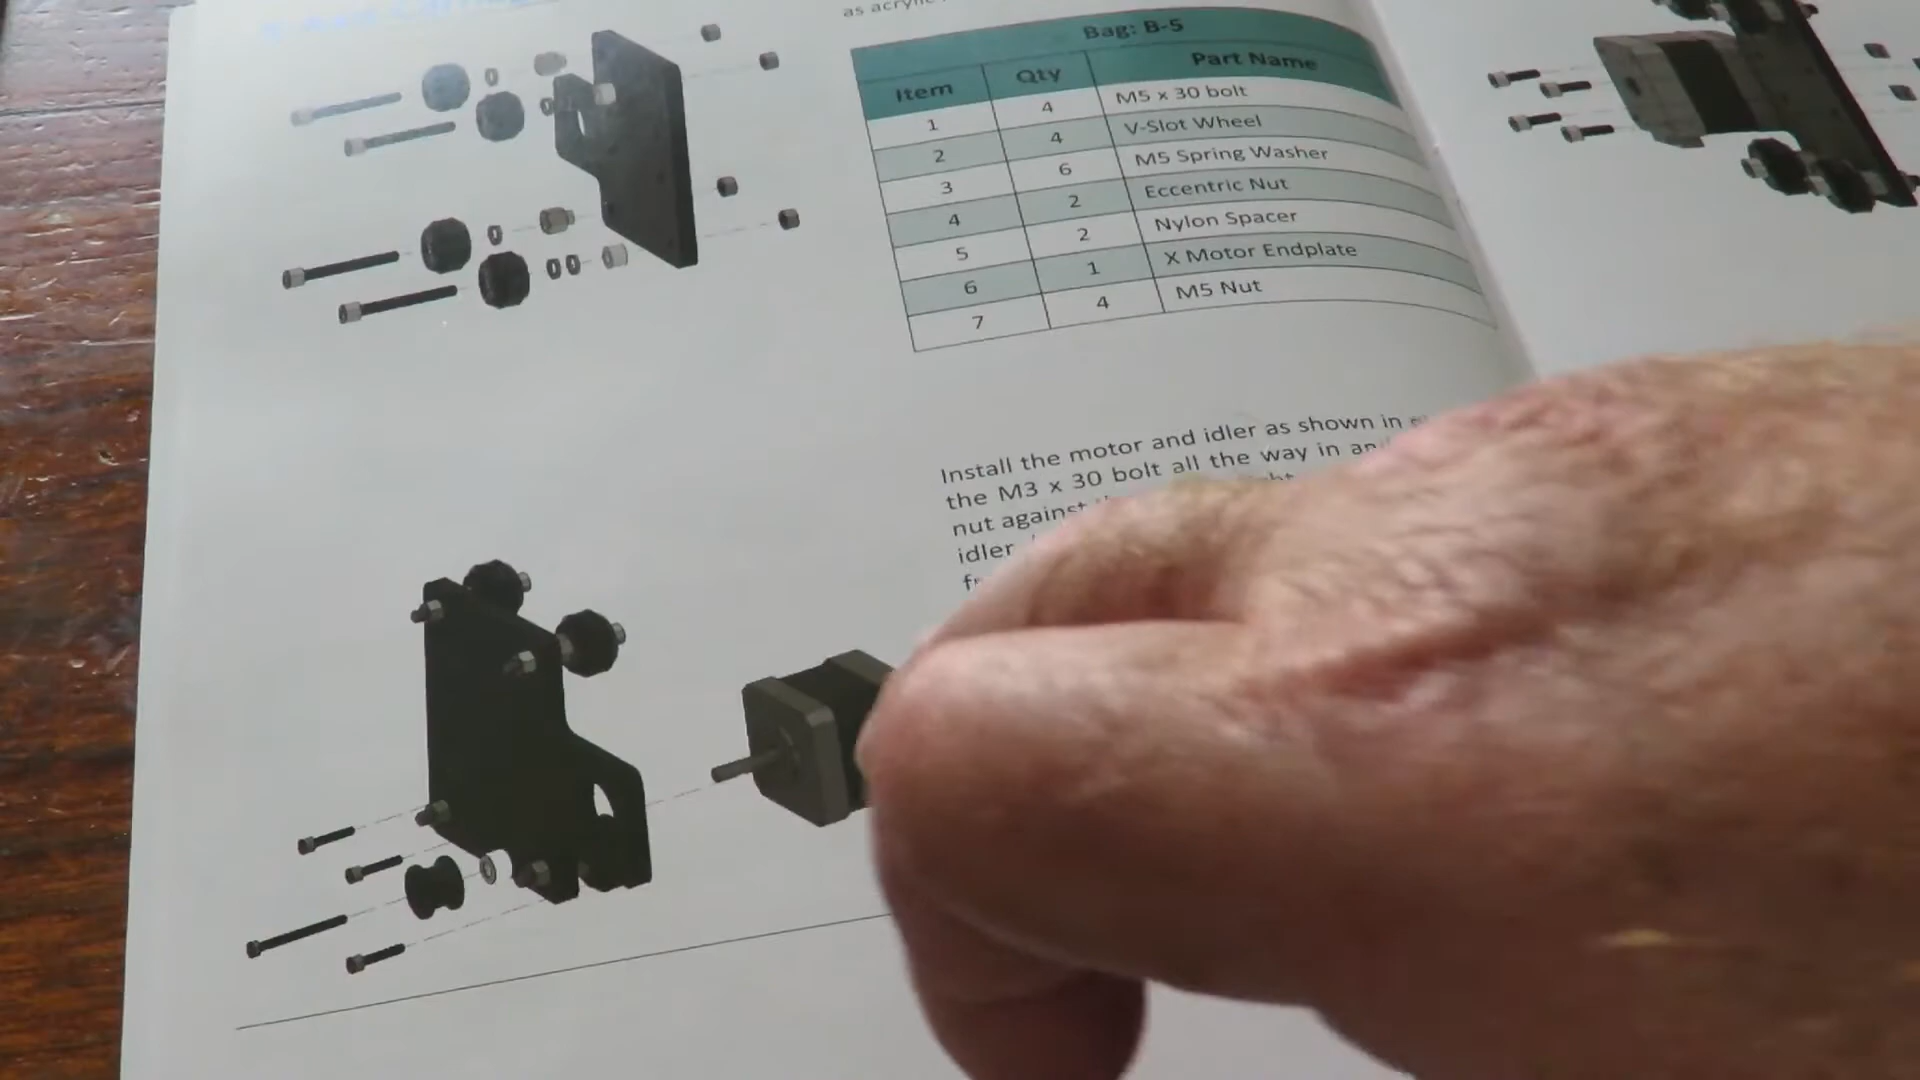 as acrylic
Bag: B-5
Item Qty Part Name
1 4 M5 x 30 bolt
2 4 V-Slot Wheel
3 6 M5 Spring Washer
4 2 Eccentric Nut
5 2 Nylon Spacer
6 1 X Motor Endplate
7 4 M5 Nut
Install the motor and idler as shown in
the M3 x 30 bolt all the way in
nut against
idler